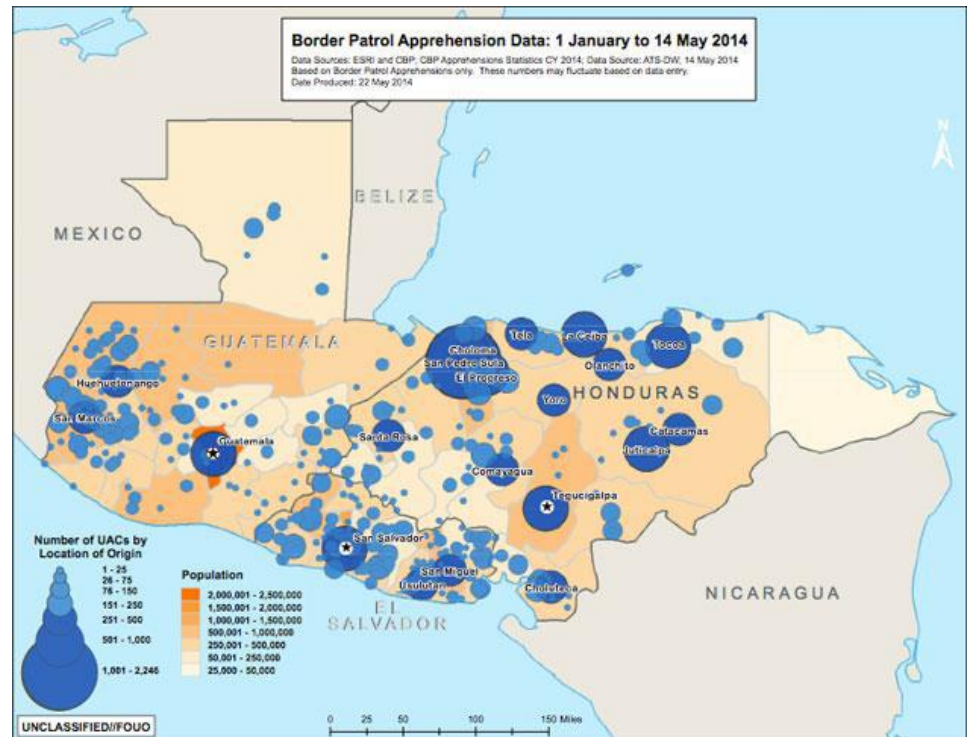 Border Patrol Apprehension Data: 1 January to 14 May 2014
Data Sources: ESRI and CBP; CBP Apprehensions Statistics CY 2014; Data Source: ATS-DW; 14 May 2014
Based on Border Patrol Apprehensions only. These numbers may fluctuate based on data entry.
Date Produced: 22 May 2014
N
BELIZE
MEXICO
GUATEMALA
Tela
La Ceiba
Tocoa
Choloma
San Pedro Sula
El Progreso
Olanchito
Huehuetenango
HONDURAS
Yoro
San Marcos
Guatemala
Santa Rosa
Catacamas
Juticalpa
Comayagua
Tegucigalpa
San Salvador
San Miguel
Usulutan
Choluteca
EL
SALVADOR
NICARAGUA
Number of UACs by
Location of Origin
1 - 25
26 - 75
76 - 150
151 - 250
251 - 500
501 - 1,000
1,001 - 2,246
Population
2,000,001 - 2,500,000
1,500,001 - 2,000,000
1,000,001 - 1,500,000
500,001 - 1,000,000
250,001 - 500,000
50,001 - 250,000
25,000 - 50,000
0 25 50 100 150 Miles
UNCLASSIFIED//FOUO